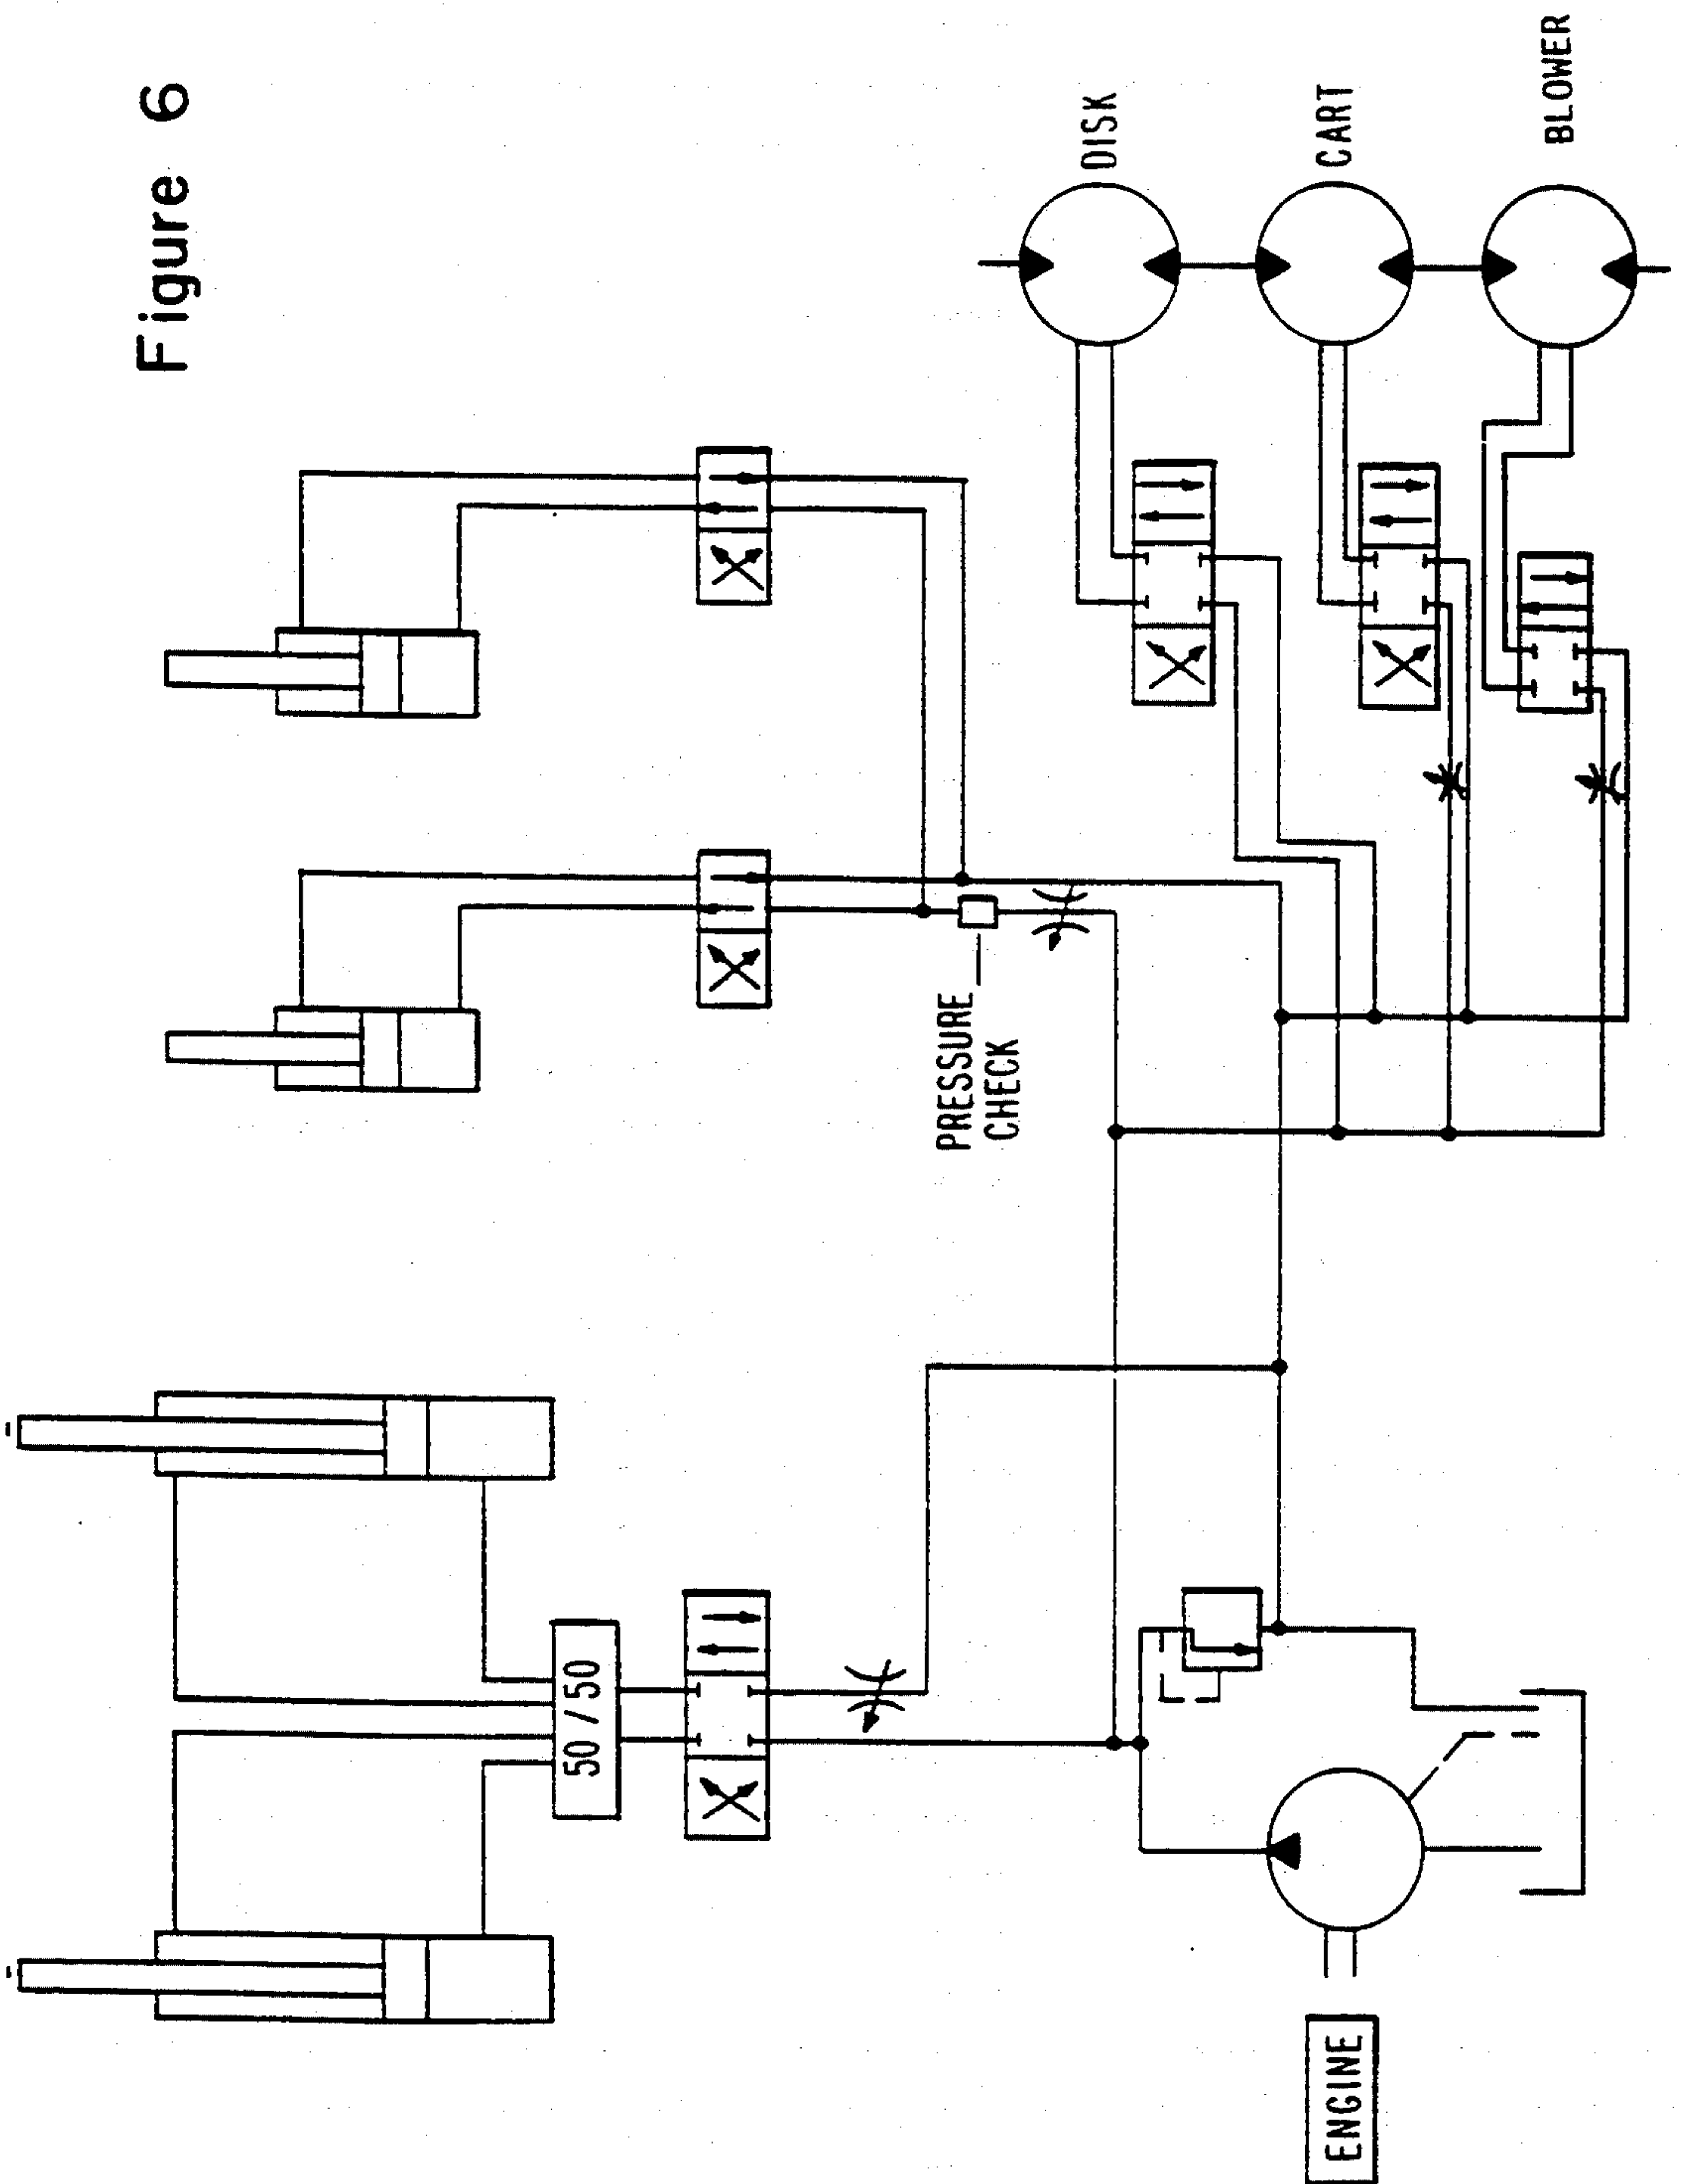 Figure 6
DISK
CART
BLOWER
PRESSURE
CHECK
50/50
ENGINE